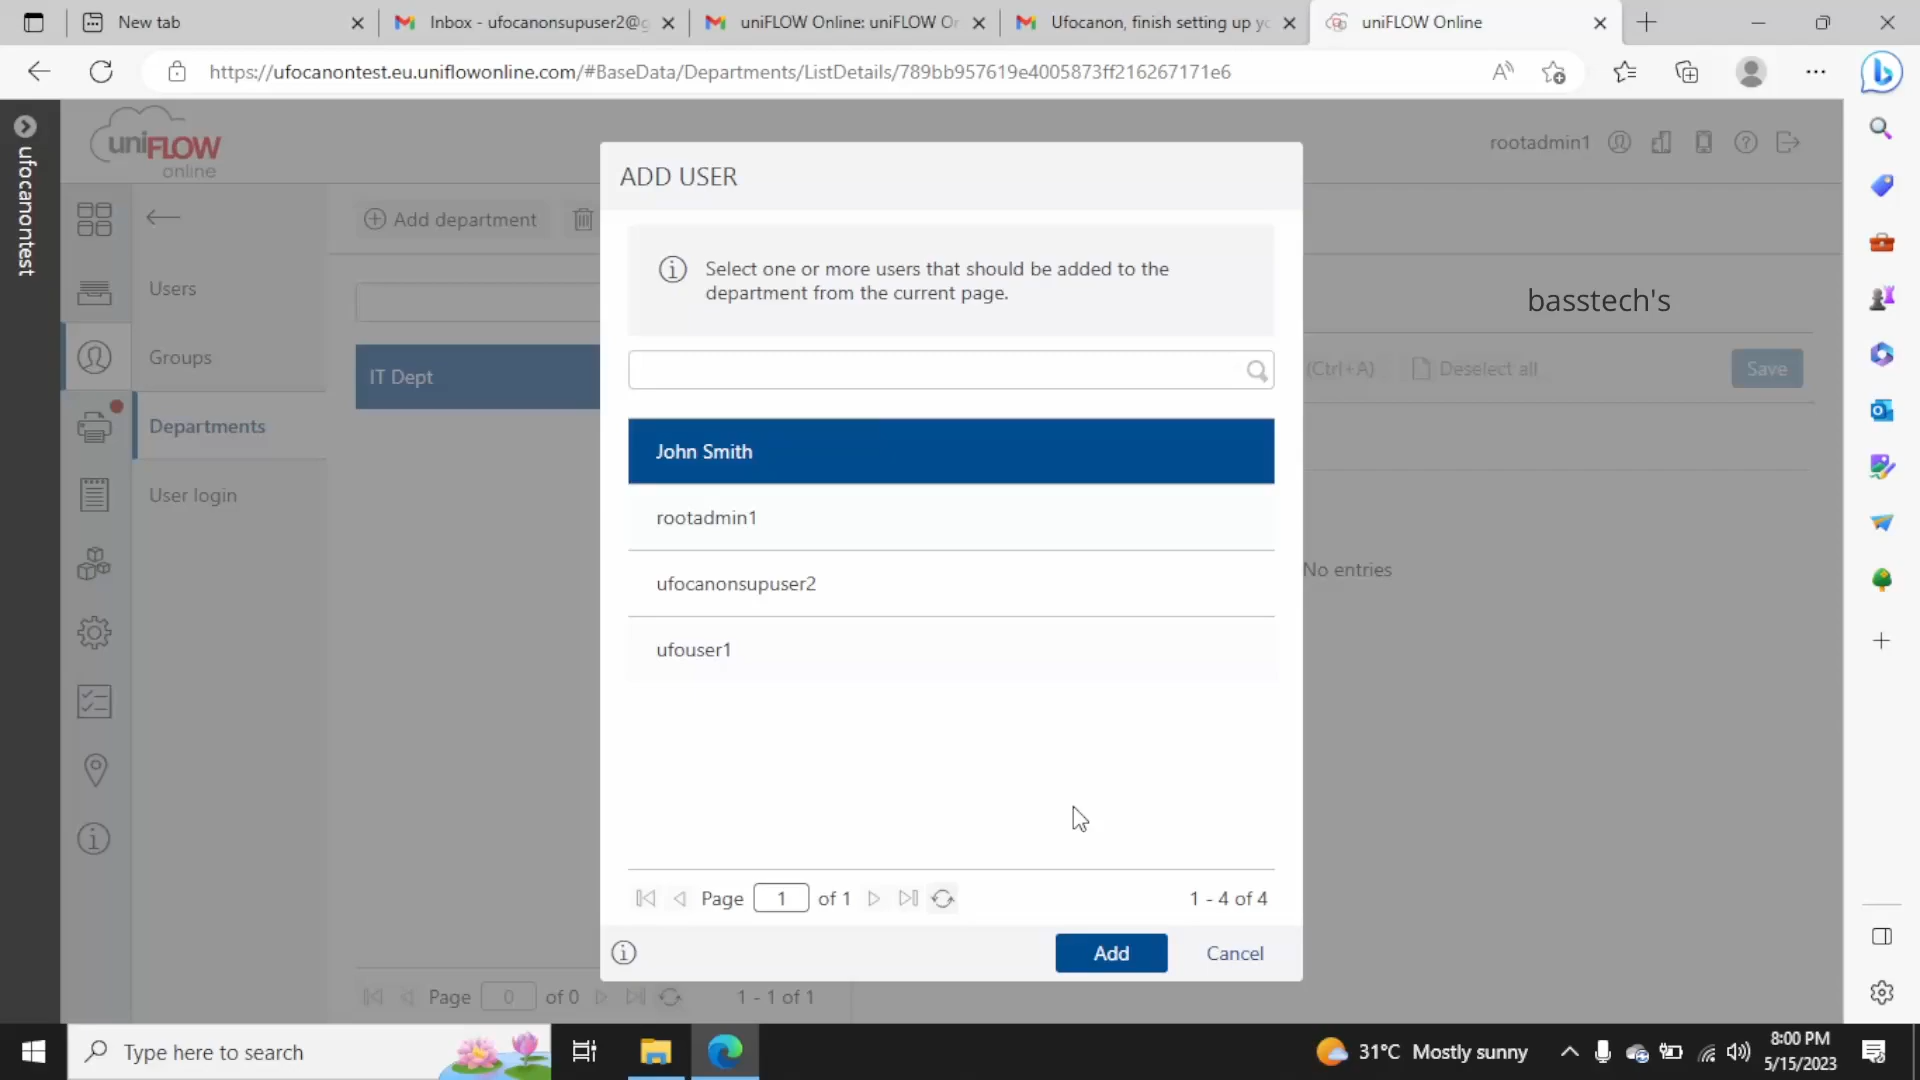 New tab
Inbox - ufocanonsupuser2@g
uniFLOW Online: uniFLOW Or
Ufocanon, finish setting up yo
uniFLOW Online
https://ufocanontest.eu.uniflowonline.com/#BaseData/Departments/ListDetails/789bb957619e4005873ff216267171e6
ufocanontest
uniFLOW
online
rootadmin1
Add department
Users
Groups
Departments
User login
IT Dept
basstech's
(Ctrl+A)
Deselect all
Save
No entries
ADD USER
Select one or more users that should be added to the
department from the current page.
John Smith
rootadmin1
ufocanonsupuser2
ufouser1
Page 1 of 1
1 - 4 of 4
Add
Cancel
Page 0 of 0
1 - 1 of 1
Type here to search
31°C Mostly sunny
8:00 PM
5/15/2023